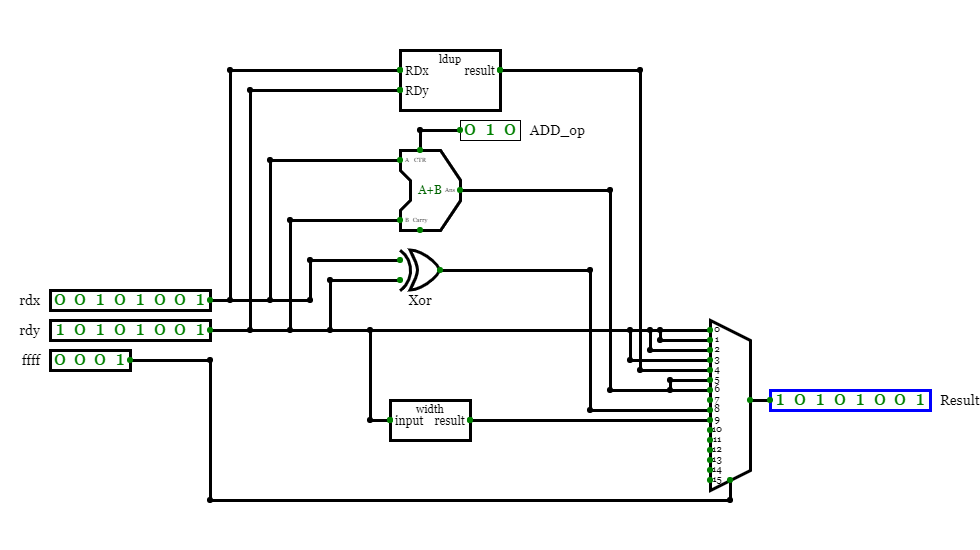 ldup
RDx result
RDy
0 1 0 ADD_op
A CTR
A+B Ans
B Carry
Xor
rdx 0 0 1 0 1 0 0 1
rdy 1 0 1 0 1 0 0 1
ffff 0 0 0 1
0
1
2
3
4
5
6
7
8
9
10
11
12
13
14
15
1 0 1 0 1 0 0 1 Result
width
input result